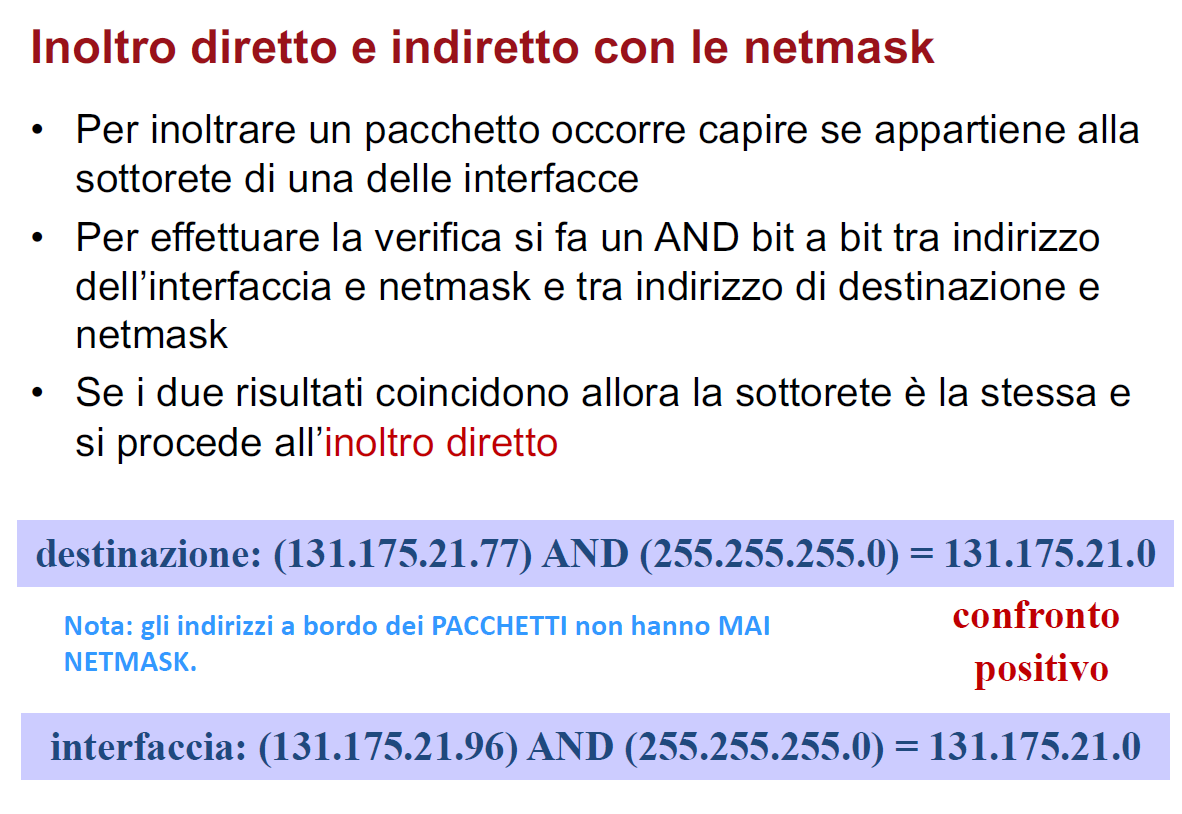 Inoltro diretto e indiretto con le netmask
• Per inoltrare un pacchetto occorre capire se appartiene alla
sottorete di una delle interfacce
• Per effettuare la verifica si fa un AND bit a bit tra indirizzo
dell’interfaccia e netmask e tra indirizzo di destinazione e
netmask
• Se i due risultati coincidono allora la sottorete è la stessa e
si procede all’inoltro diretto
destinazione: (131.175.21.77) AND (255.255.255.0) = 131.175.21.0
Nota: gli indirizzi a bordo dei PACCHETTI non hanno MAI
NETMASK.
confronto
positivo
interfaccia: (131.175.21.96) AND (255.255.255.0) = 131.175.21.0